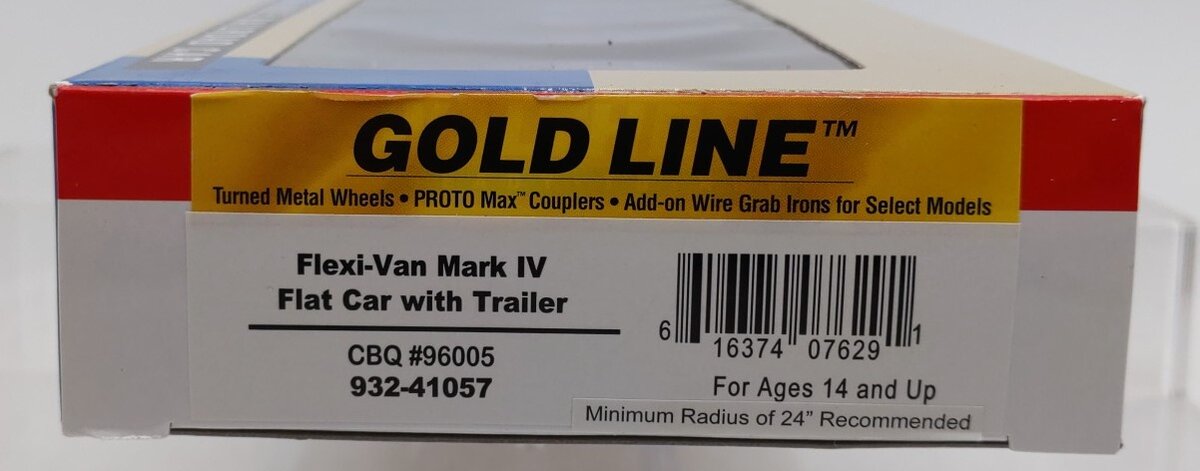 GOLD LINE™
Turned Metal Wheels • PROTO Max™ Couplers • Add-on Wire Grab Irons for Select Models
Flexi-Van Mark IV
Flat Car with Trailer
CBQ #96005
932-41057
6 16374 07629 1
For Ages 14 and Up
Minimum Radius of 24” Recommended